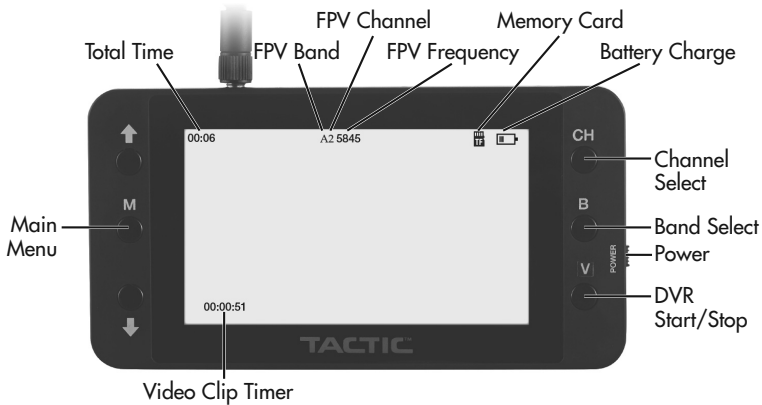 FPV Channel
Memory Card
Total Time
FPV Band
FPV Frequency
Battery Charge
00:06
A2 5845
TF
CH
Channel
Select
M
Main
Menu
B
Band Select
POWER
Power
V
DVR
Start/Stop
00:00:51
TACTIC
Video Clip Timer